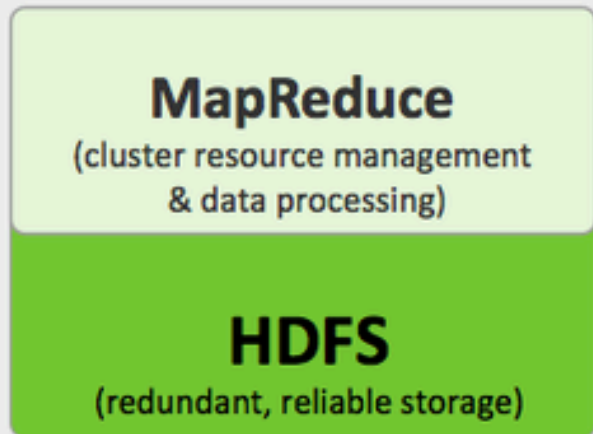 MapReduce
(cluster resource management
& data processing)
HDFS
(redundant, reliable storage)